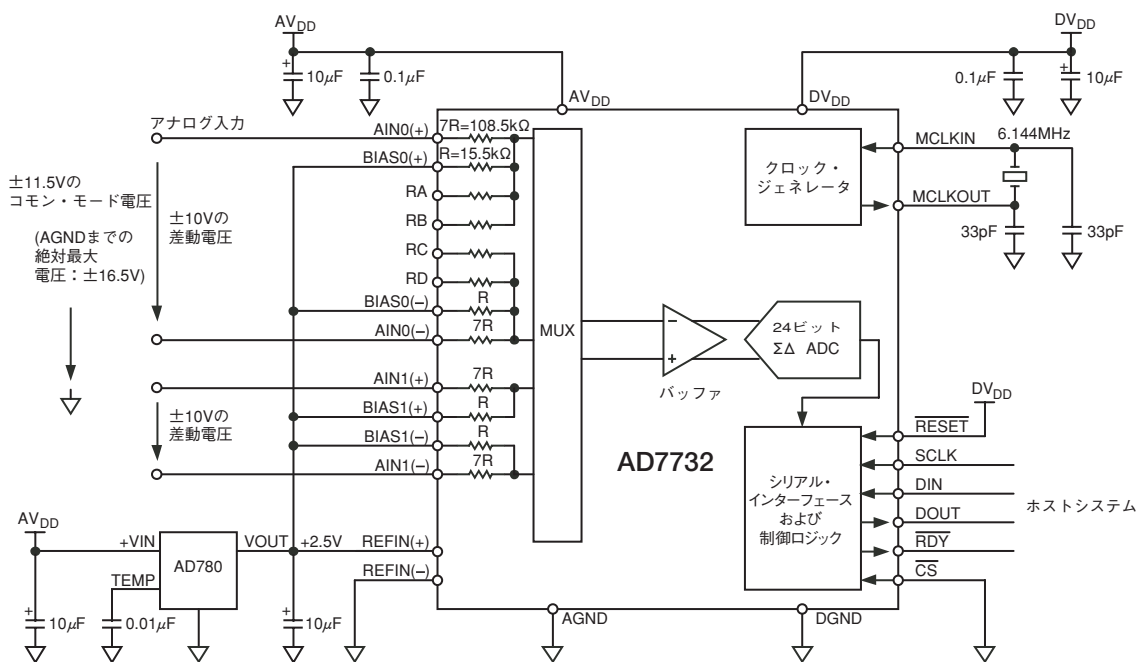 AVDD
10μF
0.1μF
DVDD
0.1μF
10μF
AVDD
DVDD
アナログ入力
AIN0(+)
7R=108.5kΩ
BIAS0(+)
R=15.5kΩ
RA
RB
RC
RD
BIAS0(–)
R
AIN0(–)
7R
±11.5Vの
コモン・モード電圧
(AGNDまでの
絶対最大
電圧:±16.5V)
±10Vの
差動電圧
AIN1(+)
7R
BIAS1(+)
R
BIAS1(–)
R
AIN1(–)
7R
±10Vの
差動電圧
MUX
バッファ
–
+
24ビット
ΣΔ ADC
クロック・
ジェネレータ
MCLKIN
MCLKOUT
6.144MHz
33pF
33pF
AD7732
シリアル・
インターフェース
および
制御ロジック
DVDD
RESET
SCLK
DIN
DOUT
RDY
CS
ホストシステム
AVDD
+VIN
AD780
VOUT
+2.5V
TEMP
REFIN(+)
REFIN(–)
+
10μF
0.01μF
+
10μF
AGND
DGND